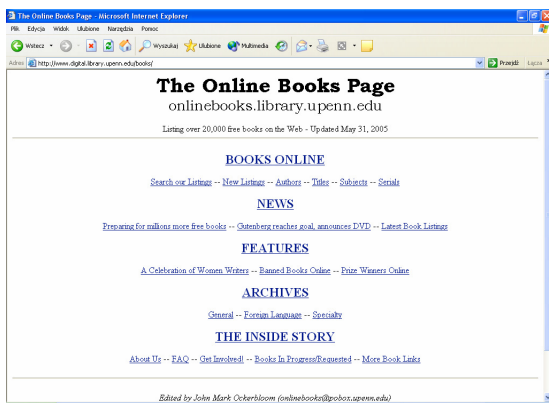 The Online Books Page - Microsoft Internet Explorer
Plik Edycja Widok Ulubione Narzędzia Pomoc
Wstecz Wyszukaj Ulubione Multimedia
Adres http://www.digital.library.upenn.edu/books/ Przejdź Łącza
The Online Books Page
onlinebooks.library.upenn.edu
Listing over 20,000 free books on the Web - Updated May 31, 2005
BOOKS ONLINE
Search our Listings -- New Listings -- Authors -- Titles -- Subjects -- Serials
NEWS
Preparing for millions more free books -- Gutenberg reaches goal, announces DVD -- Latest Book Listings
FEATURES
A Celebration of Women Writers -- Banned Books Online -- Prize Winners Online
ARCHIVES
General -- Foreign Language -- Specialty
THE INSIDE STORY
About Us -- FAQ -- Get Involved! -- Books In Progress/Requested -- More Book Links
Edited by John Mark Ockerbloom (onlinebooks@pobox.upenn.edu)